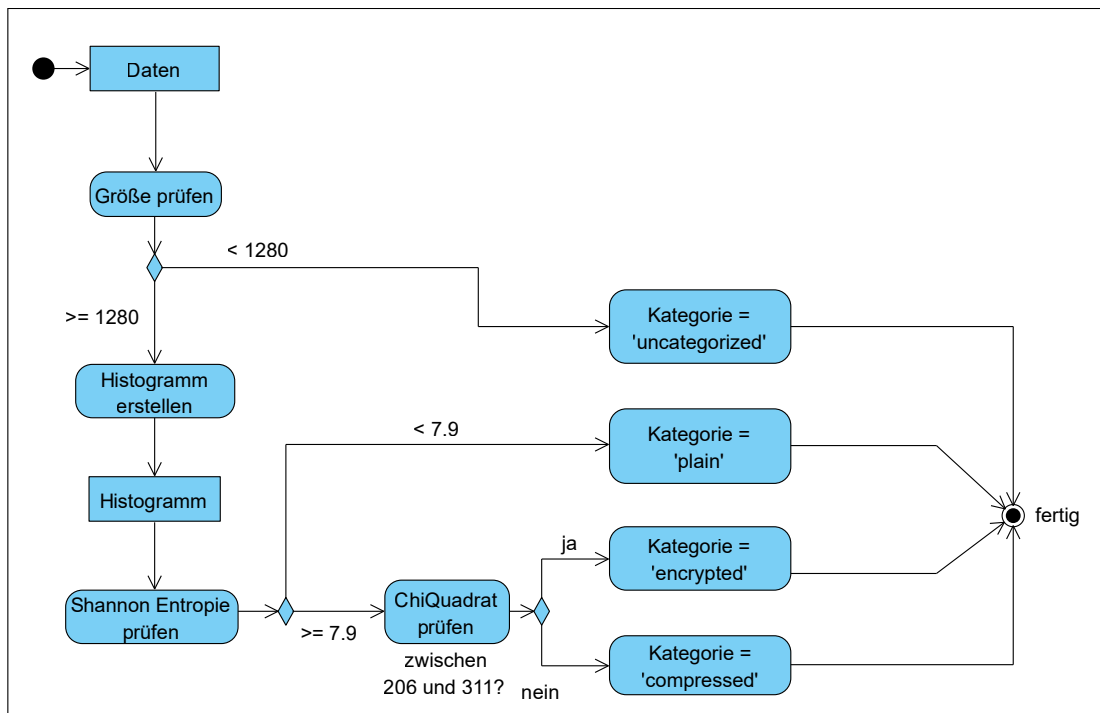 Daten
Größe prüfen
< 1280
>= 1280
Kategorie =
'uncategorized'
Histogramm
erstellen
< 7.9
Kategorie =
'plain'
Histogramm
fertig
ja
Kategorie =
'encrypted'
Shannon Entropie
prüfen
>= 7.9
ChiQuadrat
prüfen
zwischen
206 und 311?
nein
Kategorie =
'compressed'